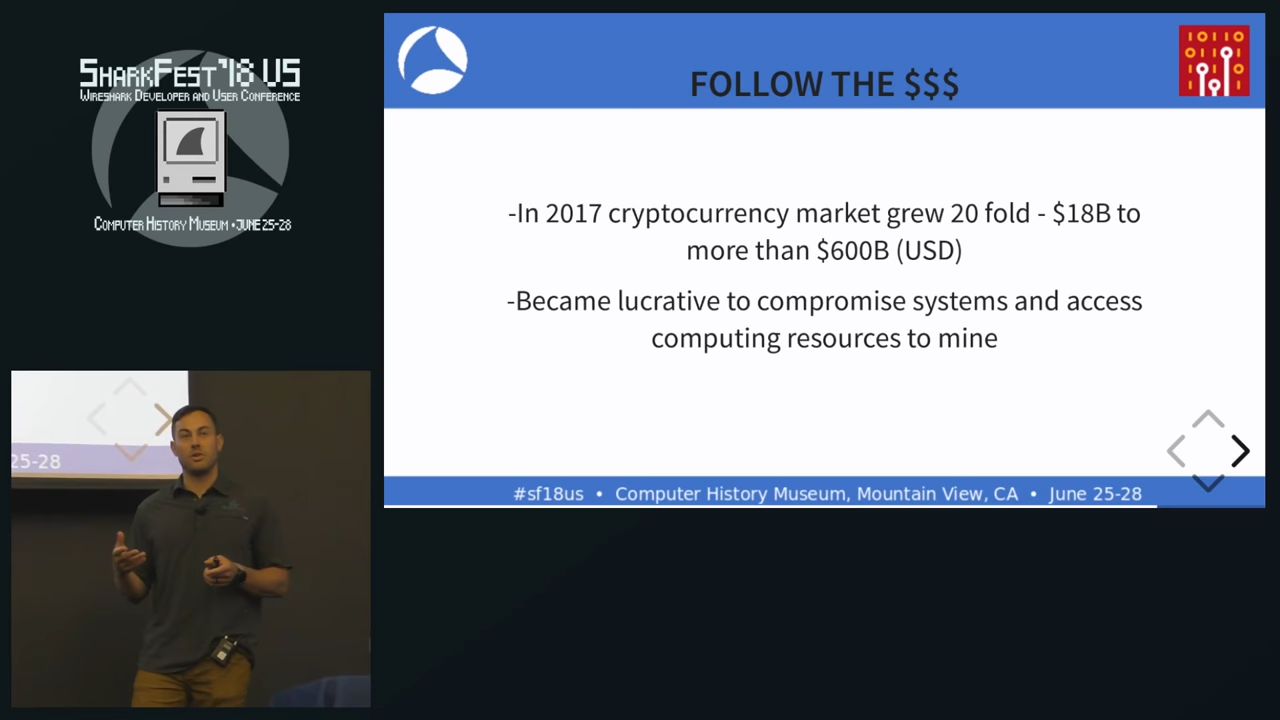 SHARKFEST'18 US
WIRESHARK DEVELOPER AND USER CONFERENCE
COMPUTER HISTORY MUSEUM • JUNE 25-28
FOLLOW THE $$$
10110
-In 2017 cryptocurrency market grew 20 fold - $18B to
more than $600B (USD)
-Became lucrative to compromise systems and access
computing resources to mine
#sf18us • Computer History Museum, Mountain View, CA • June 25-28
25-28